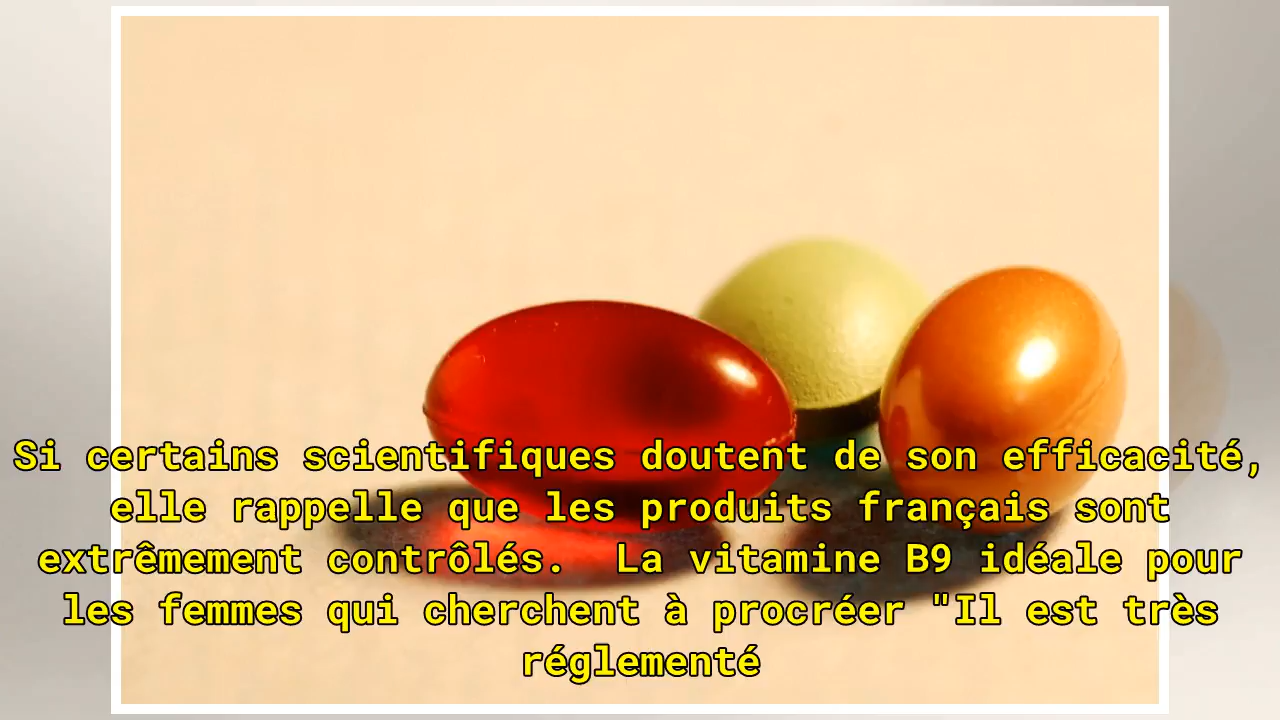 Si certains scientifiques doutent de son efficacité,
elle rappelle que les produits français sont
extrêmement contrôlés.  La vitamine B9 idéale pour
les femmes qui cherchent à procréer "Il est très
réglementé